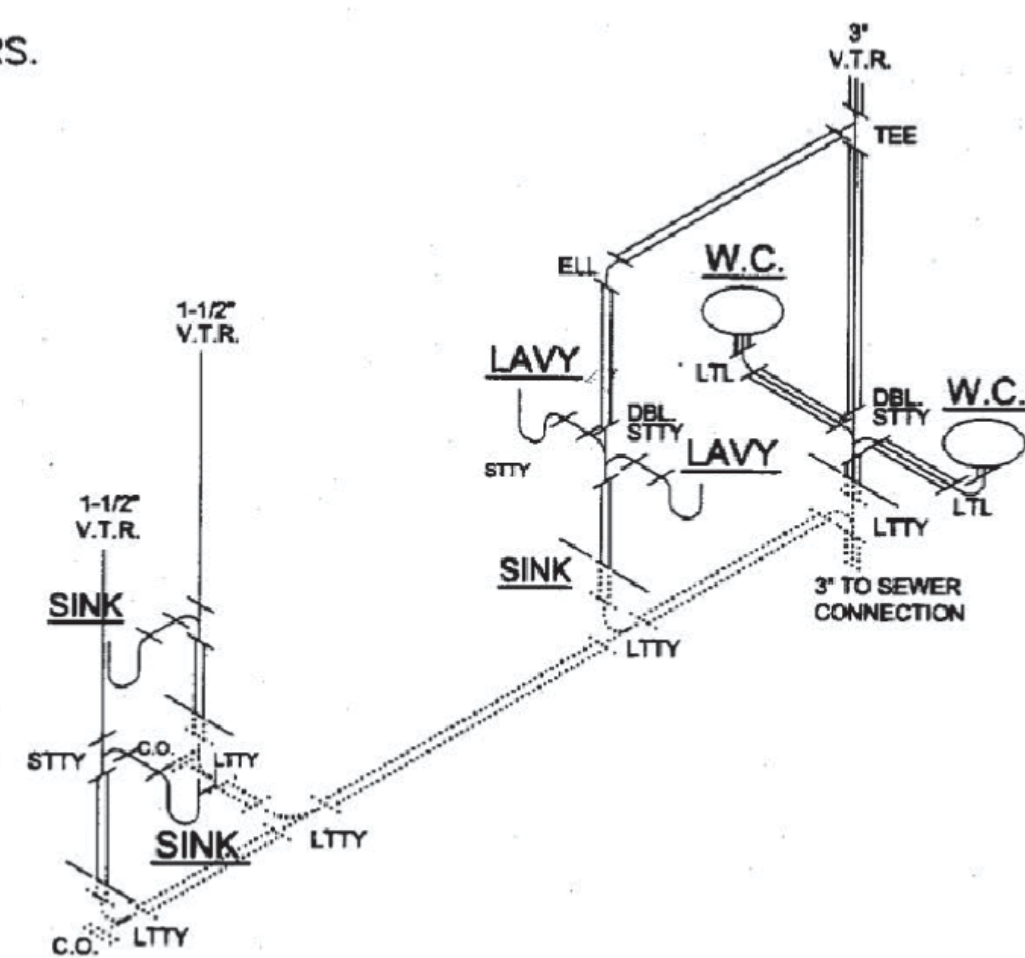 RS.
3"
V.T.R.
TEE
ELL
W.C.
1-1/2"
V.T.R.
LAVY
LTL
DBL.
STTY
W.C.
DBL.
STTY
STTY
LAVY
1-1/2"
V.T.R.
LTTY
LTL
SINK
SINK
3" TO SEWER
CONNECTION
LTTY
STTY
C.O.
LTTY
SINK
LTTY
C.O.
LTTY